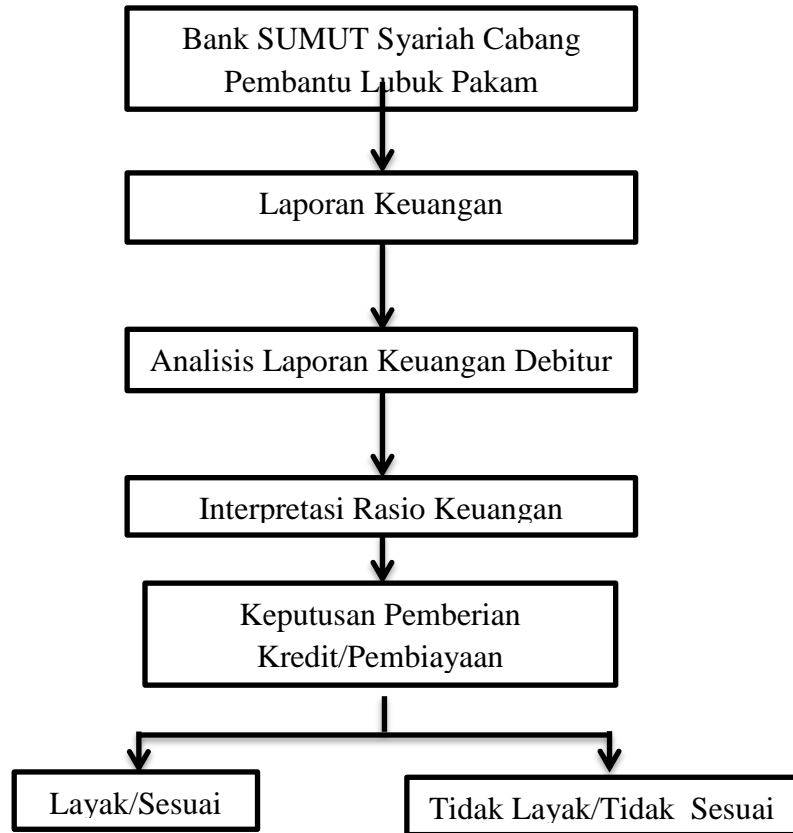 Bank SUMUT Syariah Cabang
Pembantu Lubuk Pakam
Laporan Keuangan
Analisis Laporan Keuangan Debitur
Interpretasi Rasio Keuangan
Keputusan Pemberian
Kredit/Pembiayaan
Layak/Sesuai
Tidak Layak/Tidak Sesuai